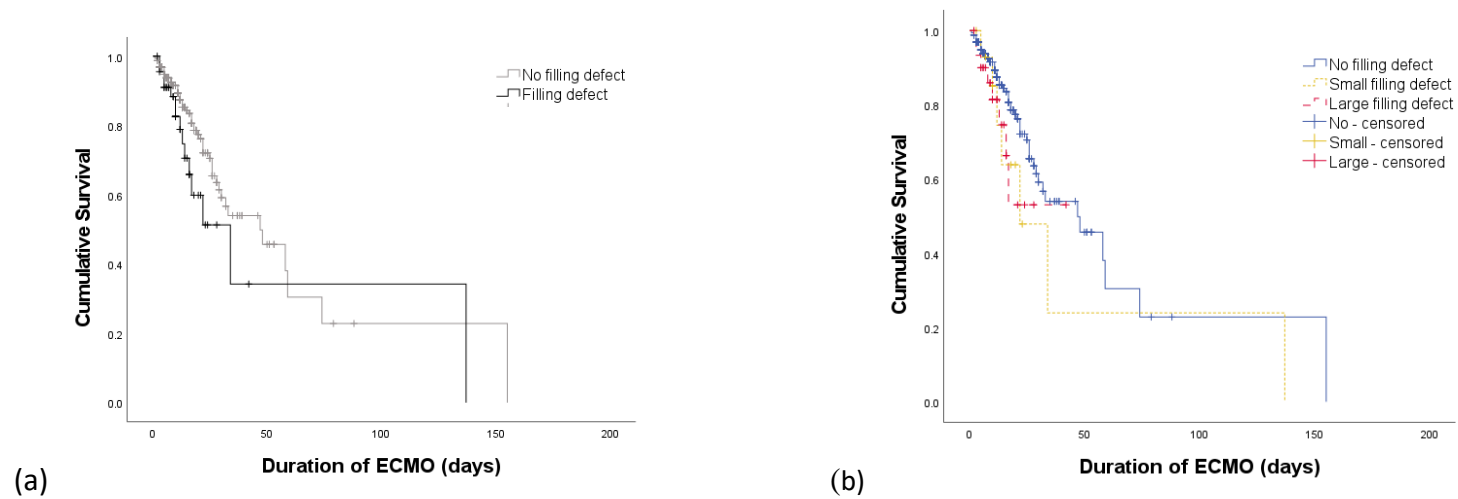 1.0
0.8
0.6
0.4
0.2
0.0
Cumulative Survival
No filling defect
Filling defect
0 50 100 150 200
Duration of ECMO (days)
(a)
1.0
0.8
0.6
0.4
0.2
0.0
Cumulative Survival
No filling defect
Small filling defect
Large filling defect
No - censored
Small - censored
Large - censored
0 50 100 150 200
Duration of ECMO (days)
(b)